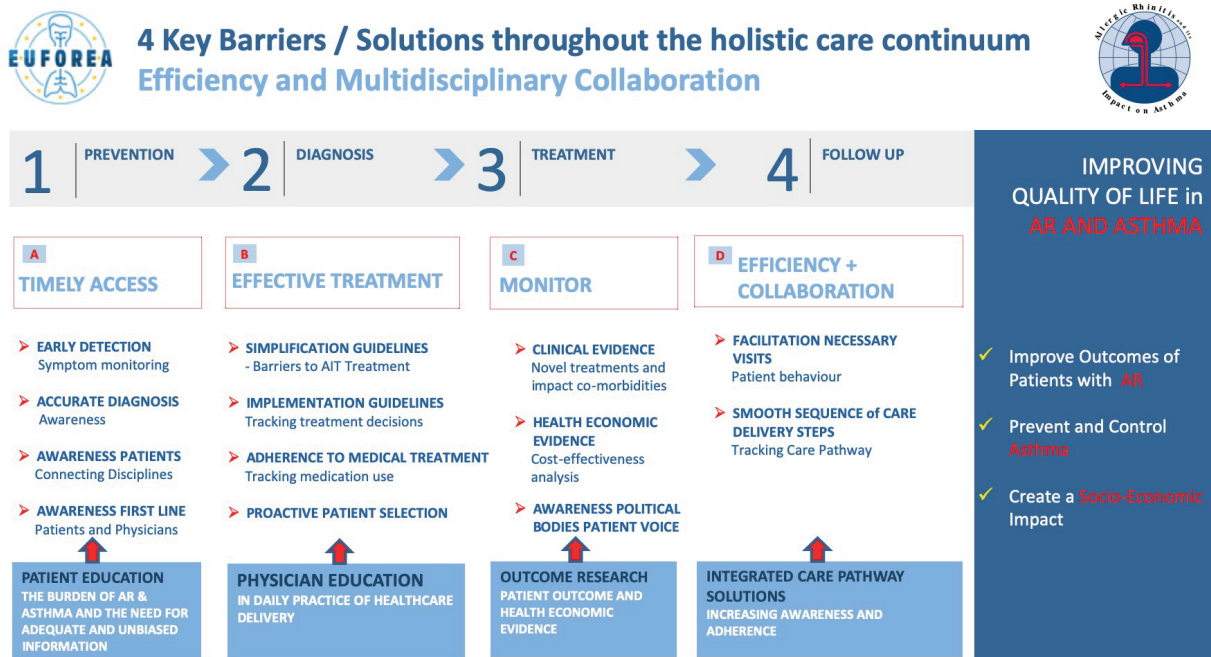 EUFOREA
4 Key Barriers / Solutions throughout the holistic care continuum
Efficiency and Multidisciplinary Collaboration
Allergic Rhinitis and its
Impact on Asthma
1 PREVENTION
2 DIAGNOSIS
3 TREATMENT
4 FOLLOW UP
A
TIMELY ACCESS
EARLY DETECTION
Symptom monitoring
ACCURATE DIAGNOSIS
Awareness
AWARENESS PATIENTS
Connecting Disciplines
AWARENESS FIRST LINE
Patients and Physicians
PATIENT EDUCATION
THE BURDEN OF AR &
ASTHMA AND THE NEED FOR
ADEQUATE AND UNBIASED
INFORMATION
B
EFFECTIVE TREATMENT
SIMPLIFICATION GUIDELINES
- Barriers to AIT Treatment
IMPLEMENTATION GUIDELINES
Tracking treatment decisions
ADHERENCE TO MEDICAL TREATMENT
Tracking medication use
PROACTIVE PATIENT SELECTION
PHYSICIAN EDUCATION
IN DAILY PRACTICE OF HEALTHCARE
DELIVERY
C
MONITOR
CLINICAL EVIDENCE
Novel treatments and
impact co-morbidities
HEALTH ECONOMIC
EVIDENCE
Cost-effectiveness
analysis
AWARENESS POLITICAL
BODIES PATIENT VOICE
OUTCOME RESEARCH
PATIENT OUTCOME AND
HEALTH ECONOMIC
EVIDENCE
D
EFFICIENCY +
COLLABORATION
FACILITATION NECESSARY
VISITS
Patient behaviour
SMOOTH SEQUENCE of CARE
DELIVERY STEPS
Tracking Care Pathway
INTEGRATED CARE PATHWAY
SOLUTIONS
INCREASING AWARENESS AND
ADHERENCE
IMPROVING
QUALITY OF LIFE in
AR AND ASTHMA
Improve Outcomes of
Patients with AR
Prevent and Control
Asthma
Create a Socio-Economic
Impact